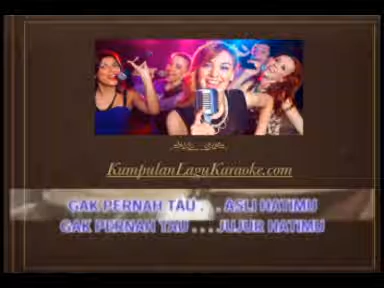 KumpulanLaguKaraoke.com
GAK PERNAH TAU . . . ASLI HATIMU
GAK PERNAH TAU . . . . JUJUR HATIMU